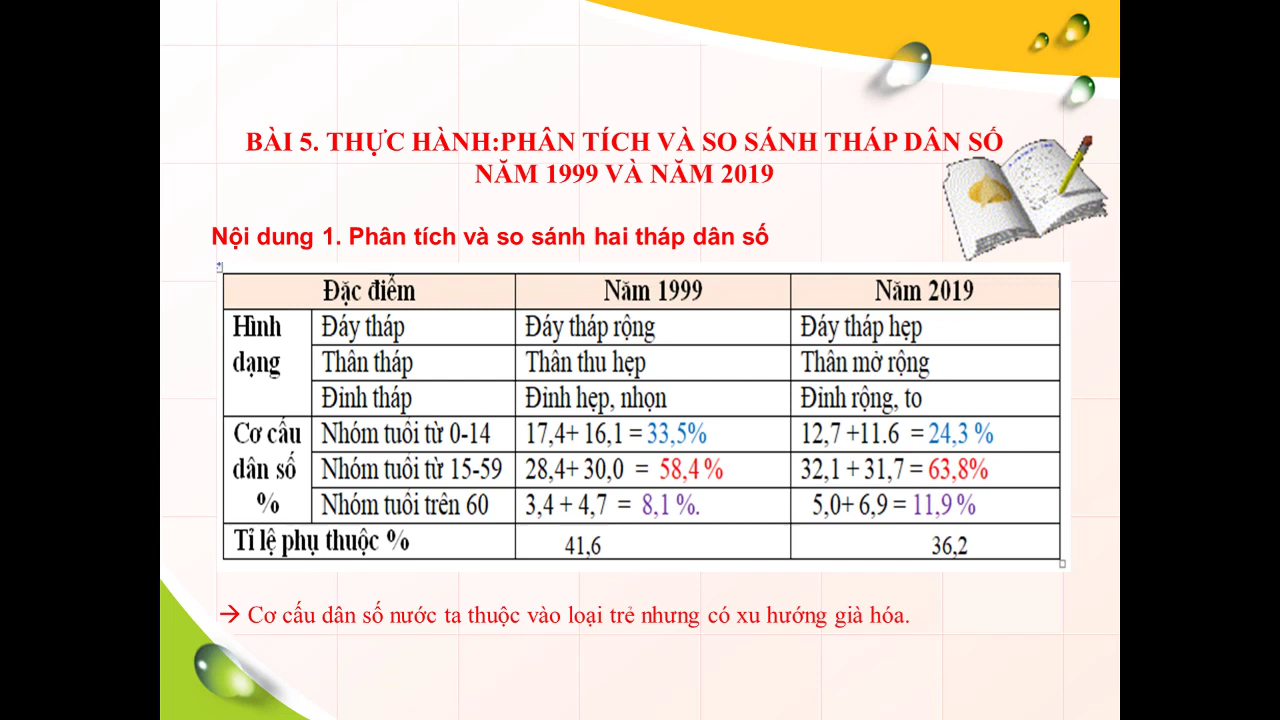 BÀI 5. THỰC HÀNH:PHÂN TÍCH VÀ SO SÁNH THÁP DÂN SỐ
NĂM 1999 VÀ NĂM 2019
Nội dung 1. Phân tích và so sánh hai tháp dân số
Đặc điểm Năm 1999 Năm 2019
Hình dạng Đáy tháp Đáy tháp rộng Đáy tháp hẹp
Thân tháp Thân thu hẹp Thân mở rộng
Đỉnh tháp Đỉnh hẹp, nhọn Đỉnh rộng, to
Cơ cấu dân số % Nhóm tuổi từ 0-14 17,4+ 16,1 = 33,5% 12,7 +11.6 = 24,3 %
Nhóm tuổi từ 15-59 28,4+ 30,0 = 58,4 % 32,1 + 31,7 = 63,8%
Nhóm tuổi trên 60 3,4 + 4,7 = 8,1 %. 5,0+ 6,9 = 11,9 %
Tỉ lệ phụ thuộc % 41,6 36,2
→ Cơ cấu dân số nước ta thuộc vào loại trẻ nhưng có xu hướng già hóa.